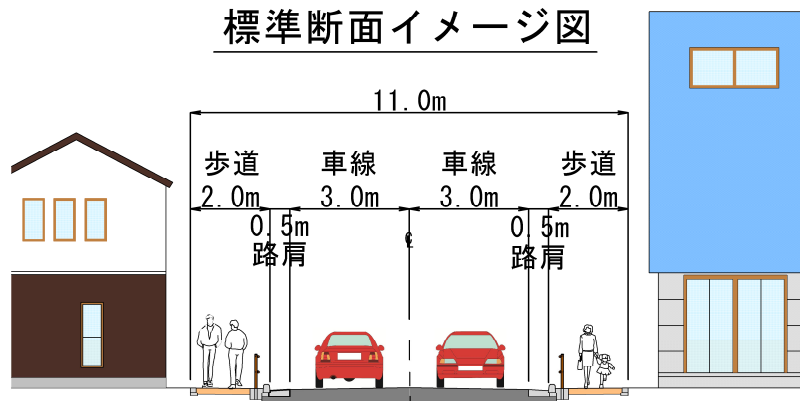 標準断面イメージ図
11.0m
歩道 車線 車線 歩道
2.0m 3.0m 3.0m 2.0m
0.5m 0.5m
路肩 路肩
℄